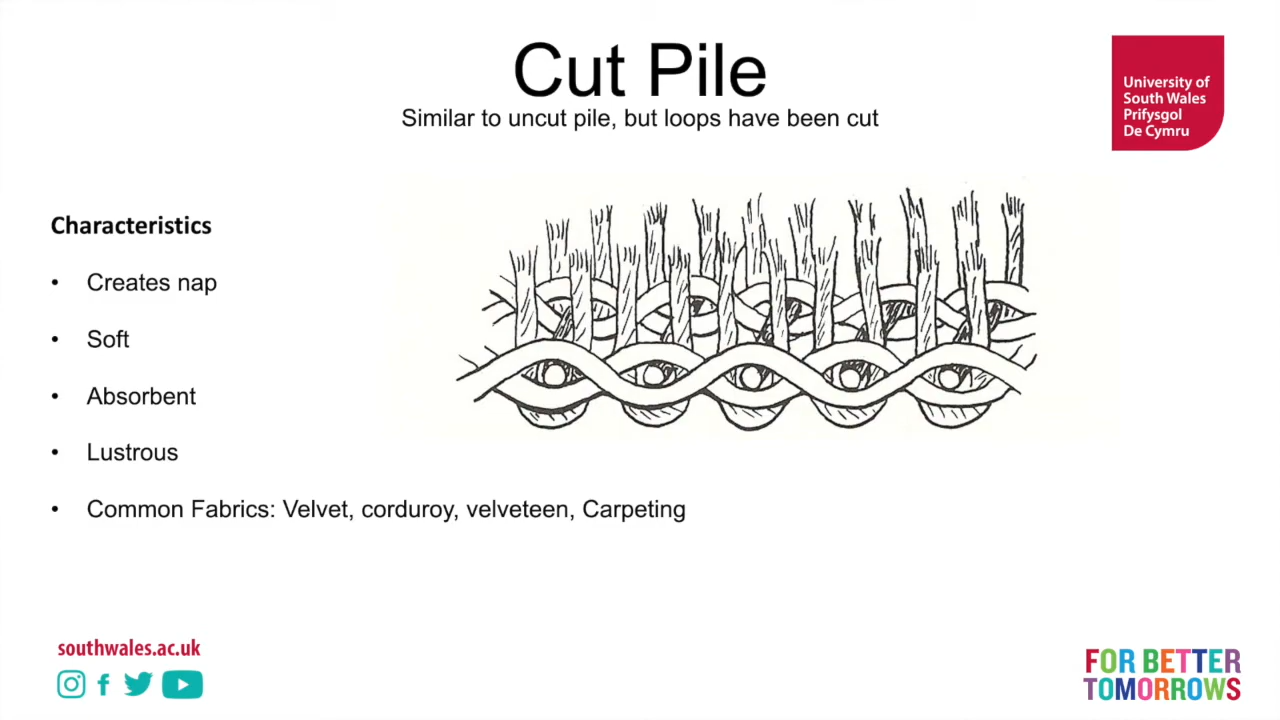 Cut Pile
Similar to uncut pile, but loops have been cut
University of
South Wales
Prifysgol
De Cymru
Characteristics
• Creates nap
• Soft
• Absorbent
• Lustrous
• Common Fabrics: Velvet, corduroy, velveteen, Carpeting
southwales.ac.uk
FOR BETTER
TOMORROWS